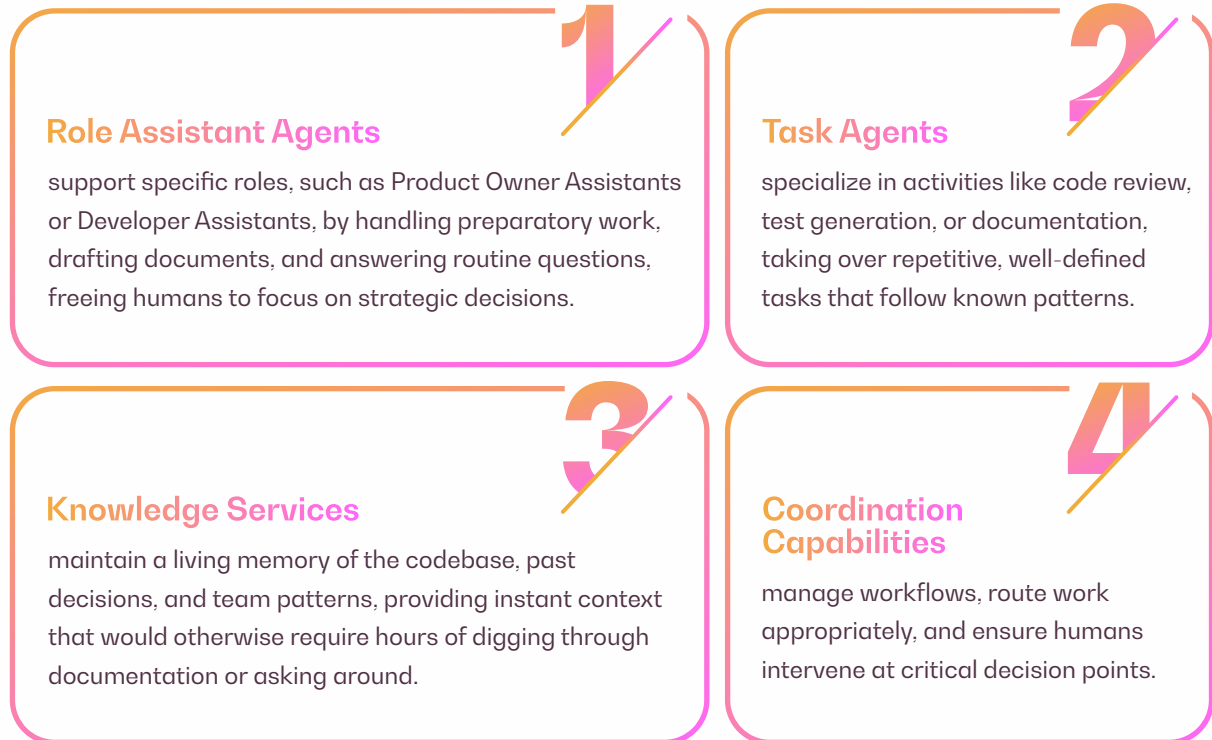 1
Role Assistant Agents
support specific roles, such as Product Owner Assistants
or Developer Assistants, by handling preparatory work,
drafting documents, and answering routine questions,
freeing humans to focus on strategic decisions.
2
Task Agents
specialize in activities like code review,
test generation, or documentation,
taking over repetitive, well-defined
tasks that follow known patterns.
3
Knowledge Services
maintain a living memory of the codebase, past
decisions, and team patterns, providing instant context
that would otherwise require hours of digging through
documentation or asking around.
4
Coordination
Capabilities
manage workflows, route work
appropriately, and ensure humans
intervene at critical decision points.